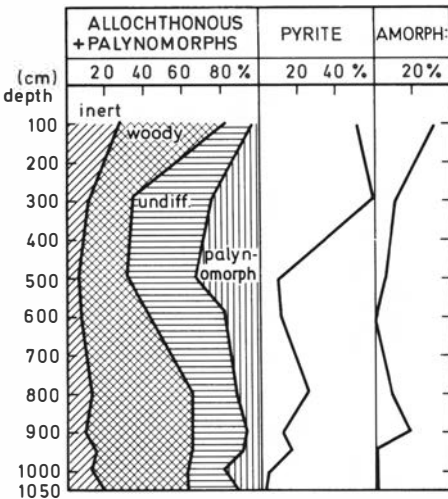 ALLOCHTHONOUS
+PALYNOMORPHS
PYRITE
AMORPH:
(cm)
depth
20 40 60 80 %
20 40 %
20%
inert
woody
undiff.
palyn-
omorph
100
200
300
400
500
600
700
800
900
1000
1050